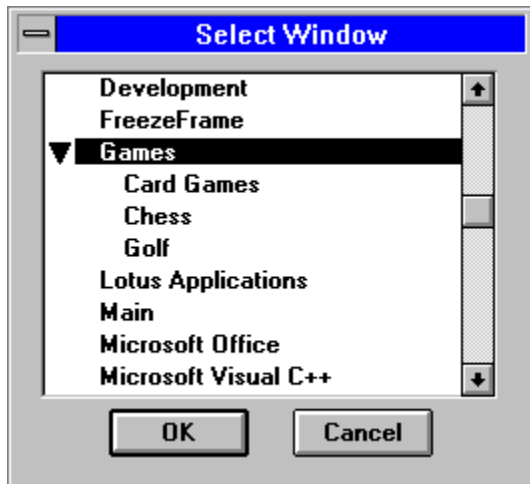 Select Window
Development
FreezeFrame
Games
Card Games
Chess
Golf
Lotus Applications
Main
Microsoft Office
Microsoft Visual C++
OK
Cancel